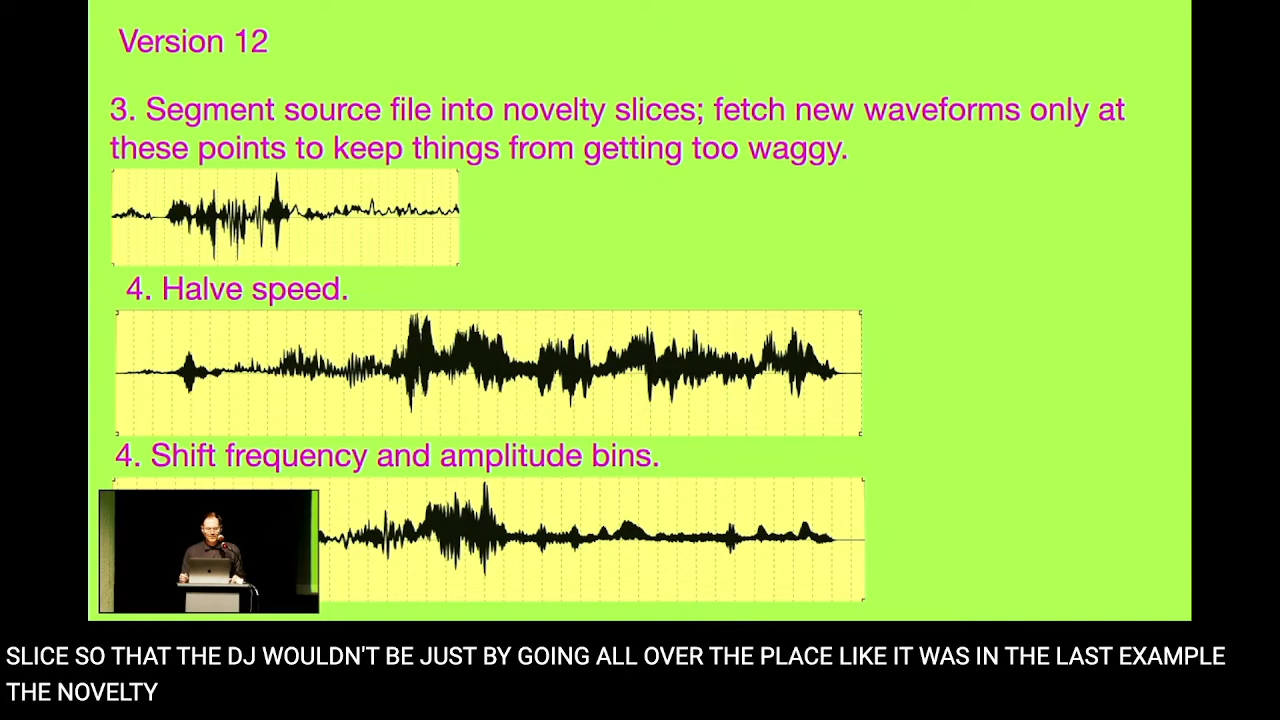 Version 12
3. Segment source file into novelty slices; fetch new waveforms only at
these points to keep things from getting too waggy.
4. Halve speed.
4. Shift frequency and amplitude bins.
SLICE SO THAT THE DJ WOULDN'T BE JUST BY GOING ALL OVER THE PLACE LIKE IT WAS IN THE LAST EXAMPLE
THE NOVELTY